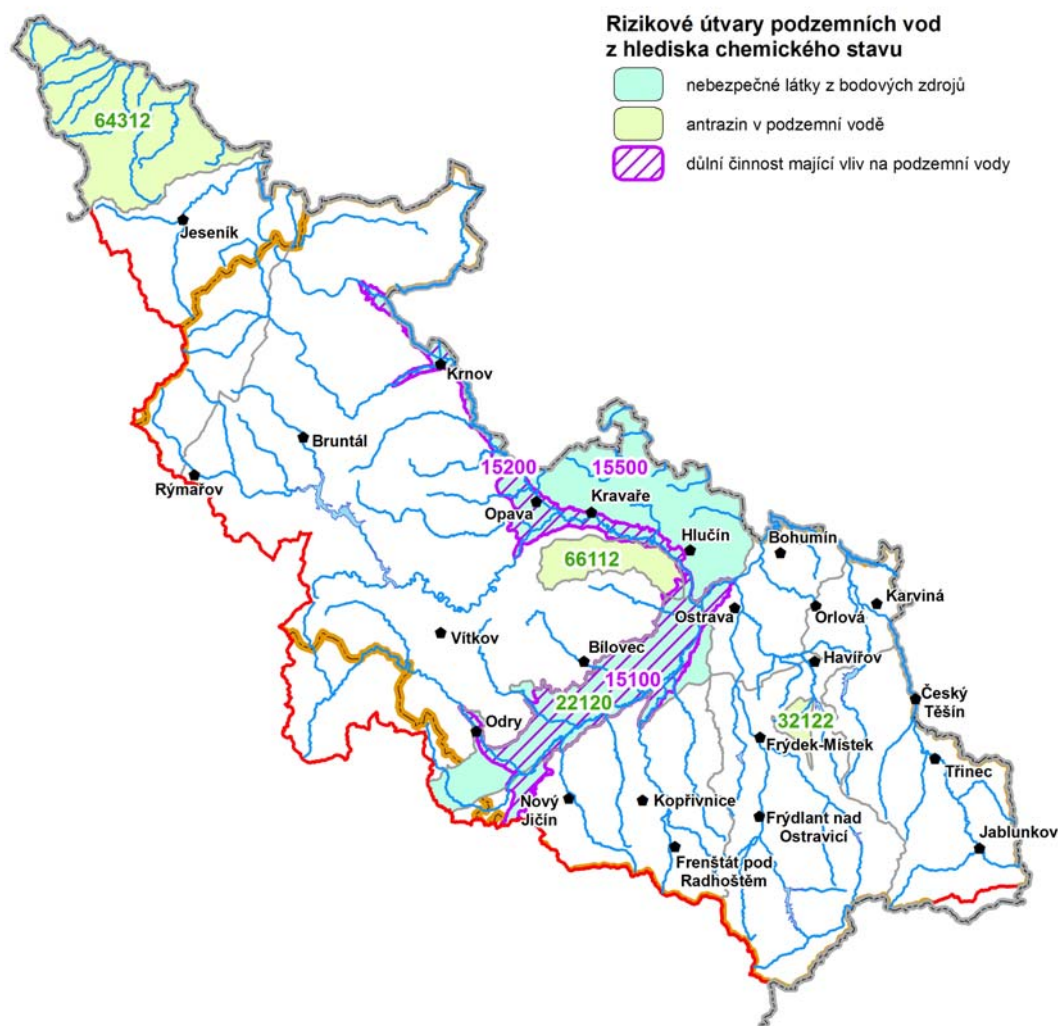 Rizikové útvary podzemních vod
z hlediska chemického stavu
nebezpečné látky z bodových zdrojů
antrazin v podzemní vodě
důlní činnost mající vliv na podzemní vody
64312
Jeseník
Krnov
Bruntál
Rýmařov
15200
15500
Opava
Kravaře
Hlučín
66112
Bohumín
Ostrava
Orlová
Karviná
Vítkov
Bílovec
Havířov
15100
22120
Český
Těšín
Odry
32122
Frýdek-Místek
Třinec
Nový
Jičín
Kopřivnice
Frýdlant nad
Ostravicí
Jablunkov
Frenštát pod
Radhoštěm